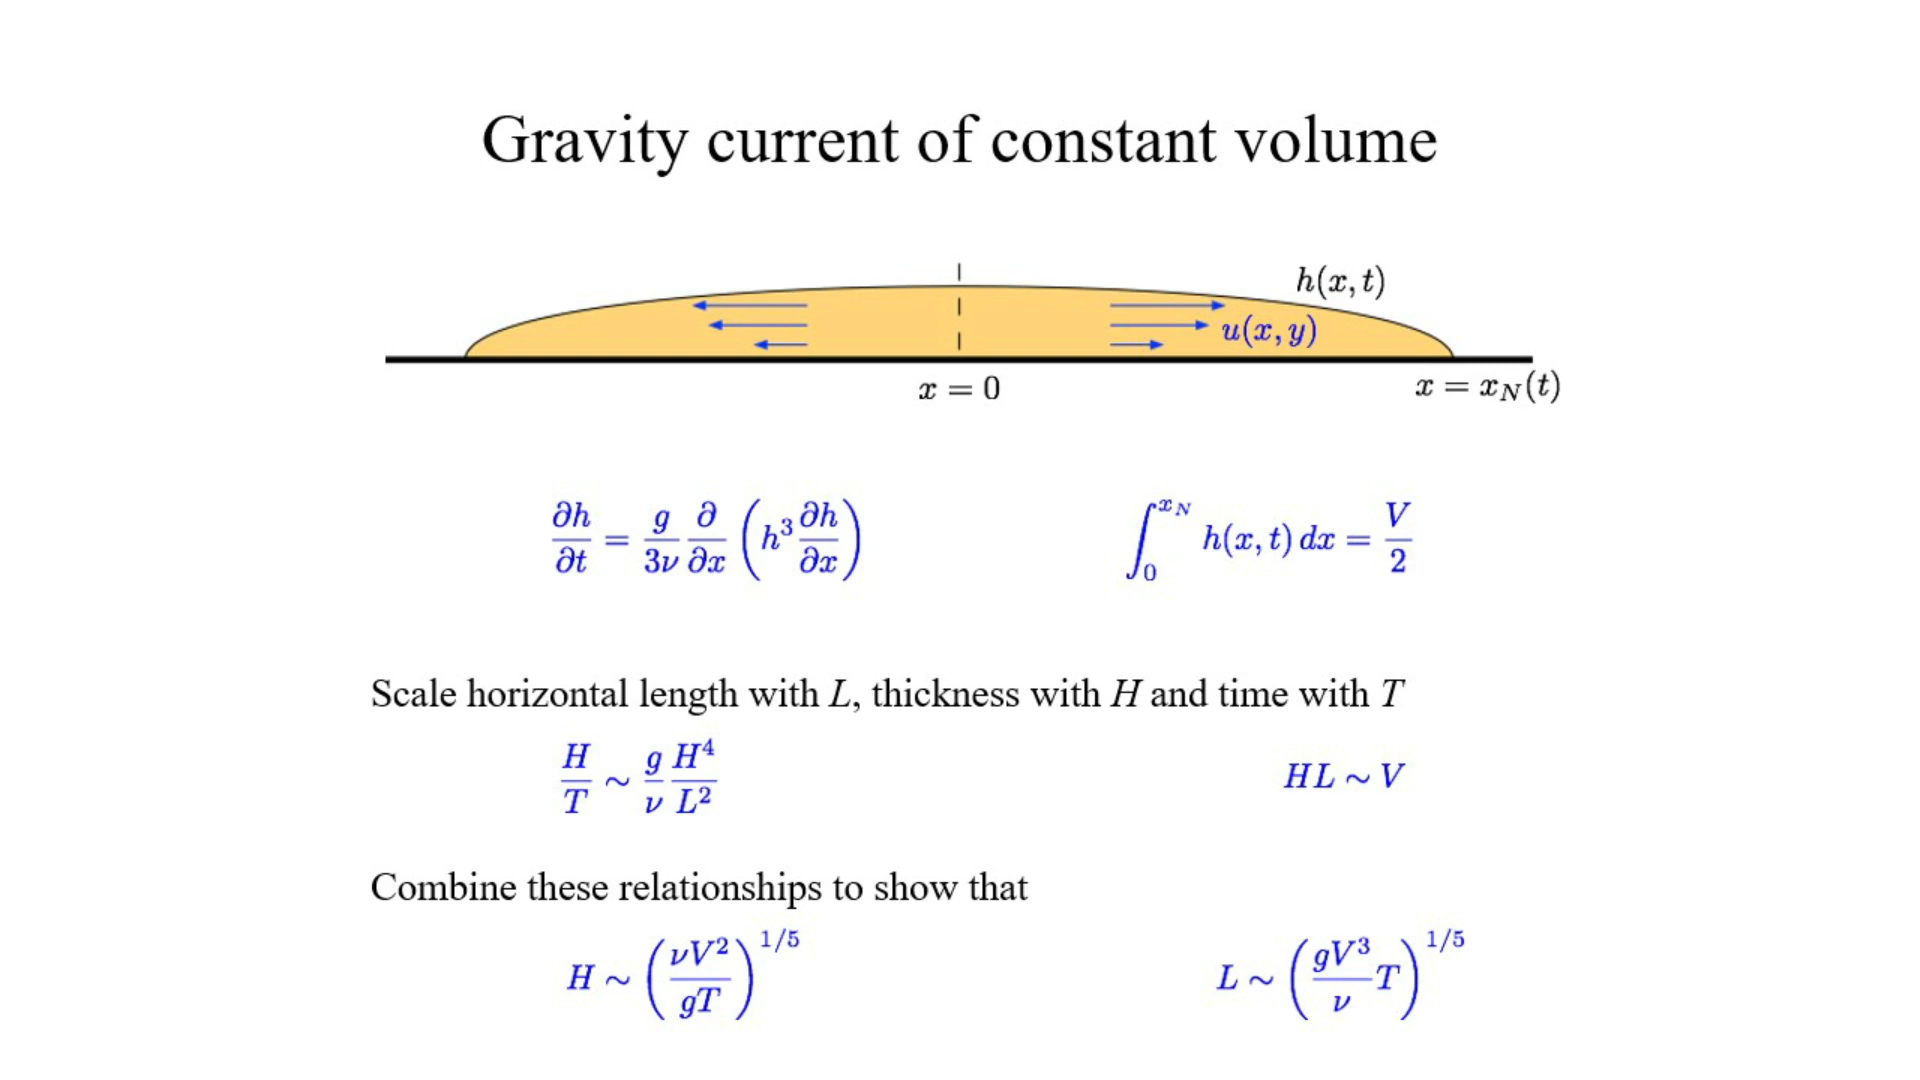 Gravity current of constant volume
h(x, t)
u(x, y)
x = 0
x = x_N(t)
∂h/∂t = g/3ν ∂/∂x (h³ ∂h/∂x)
∫₀^{x_N} h(x, t) dx = V/2
Scale horizontal length with L, thickness with H and time with T
H/T ~ g/ν H⁴/L²
HL ~ V
Combine these relationships to show that
H ~ (νV²/gT)^{1/5}
L ~ (gV³/ν T)^{1/5}